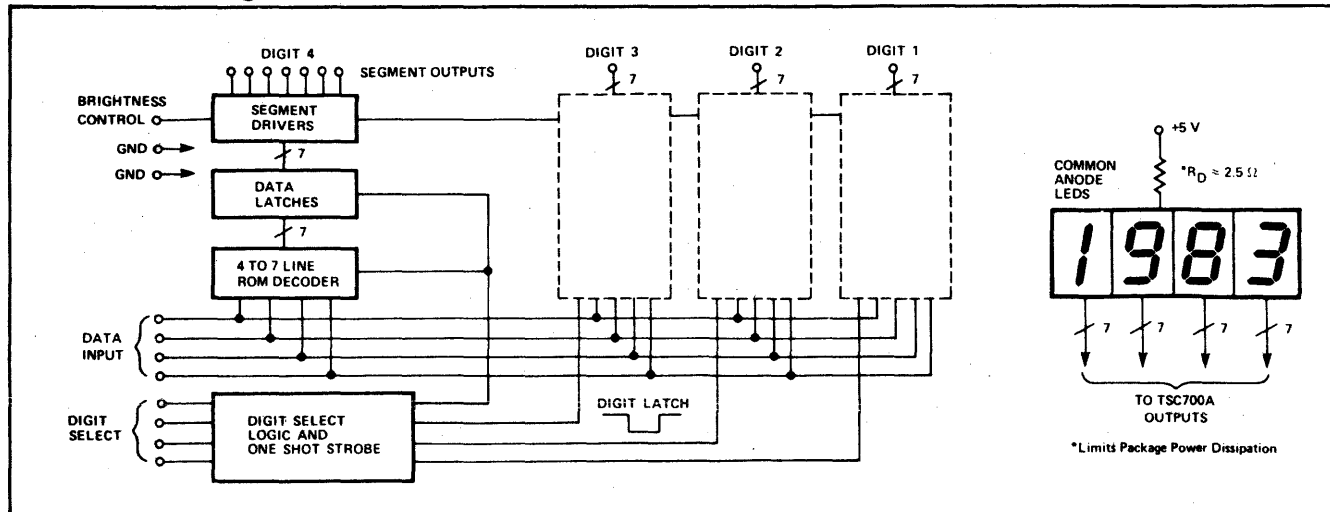 DIGIT 4
SEGMENT OUTPUTS
DIGIT 3
7
DIGIT 2
7
DIGIT 1
7
BRIGHTNESS
CONTROL
SEGMENT
DRIVERS
GND
GND
7
DATA
LATCHES
7
4 TO 7 LINE
ROM DECODER
DATA
INPUT
DIGIT
SELECT
DIGIT SELECT
LOGIC AND
ONE SHOT STROBE
DIGIT LATCH
+5 V
*RD ≈ 2.5 Ω
COMMON
ANODE
LEDS
1983
7
7
7
7
TO TSC700A
OUTPUTS
*Limits Package Power Dissipation